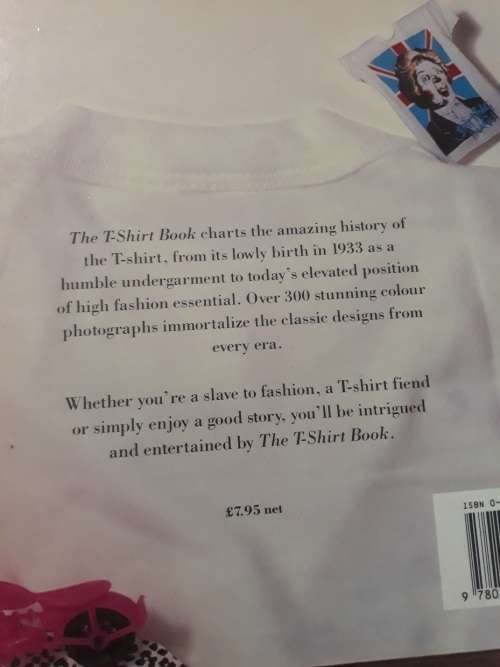 The T-Shirt Book charts the amazing history of
the T-shirt, from its lowly birth in 1933 as a
humble undergarment to today's elevated position
of high fashion essential. Over 300 stunning colour
photographs immortalize the classic designs from
every era.
Whether you're a slave to fashion, a T-shirt fiend
or simply enjoy a good story, you'll be intrigued
and entertained by The T-Shirt Book.
£7.95 net
ISBN 0-
9 780